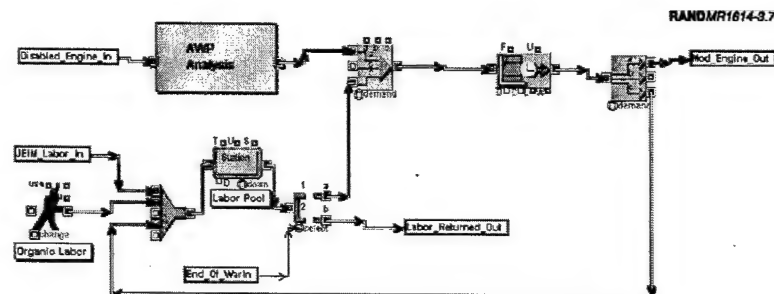 RANDMR1614-3.7
AWP
Analysis
Disabled_Engine_In
F U
Mod_Engine_Out
demand
demand
JEIM_Labor_In
T U S
Station
D down
Labor Pool
1 a
2 b
select
Labor_Returned_Out
change
Organic Labor
End_Of_WarIn